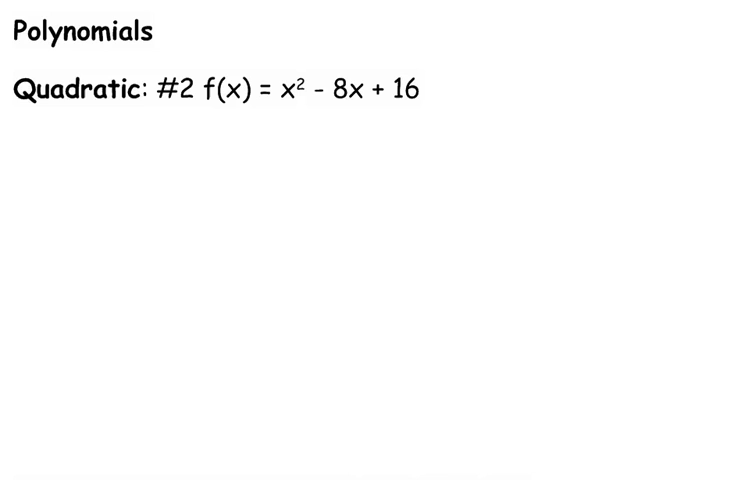 Polynomials
Quadratic: #2 f(x) = x² - 8x + 16